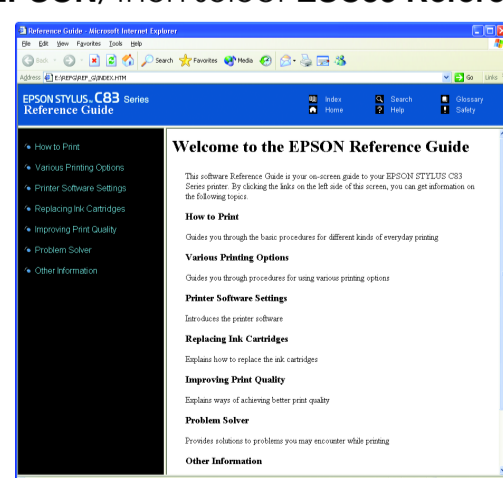 EPSON, then select ESC83 Refere
Reference Guide - Microsoft Internet Explorer
File Edit View Favorites Tools Help
Back Search Favorites Media
Address E:\REFG\REF_G\INDEX.HTM Go Links
EPSON STYLUS™ C83 Series
Reference Guide
Index Search Glossary
Home Help Safety
How to Print
Various Printing Options
Printer Software Settings
Replacing Ink Cartridges
Improving Print Quality
Problem Solver
Other Information
Welcome to the EPSON Reference Guide
This software Reference Guide is your on-screen guide to your EPSON STYLUS C83
Series printer. By clicking the links on the left side of this screen, you can get information on
the following topics.
How to Print
Guides you through the basic procedures for different kinds of everyday printing
Various Printing Options
Guides you through procedures for using various printing options
Printer Software Settings
Introduces the printer software
Replacing Ink Cartridges
Explains how to replace the ink cartridges
Improving Print Quality
Explains ways of achieving better print quality
Problem Solver
Provides solutions to problems you may encounter while printing
Other Information